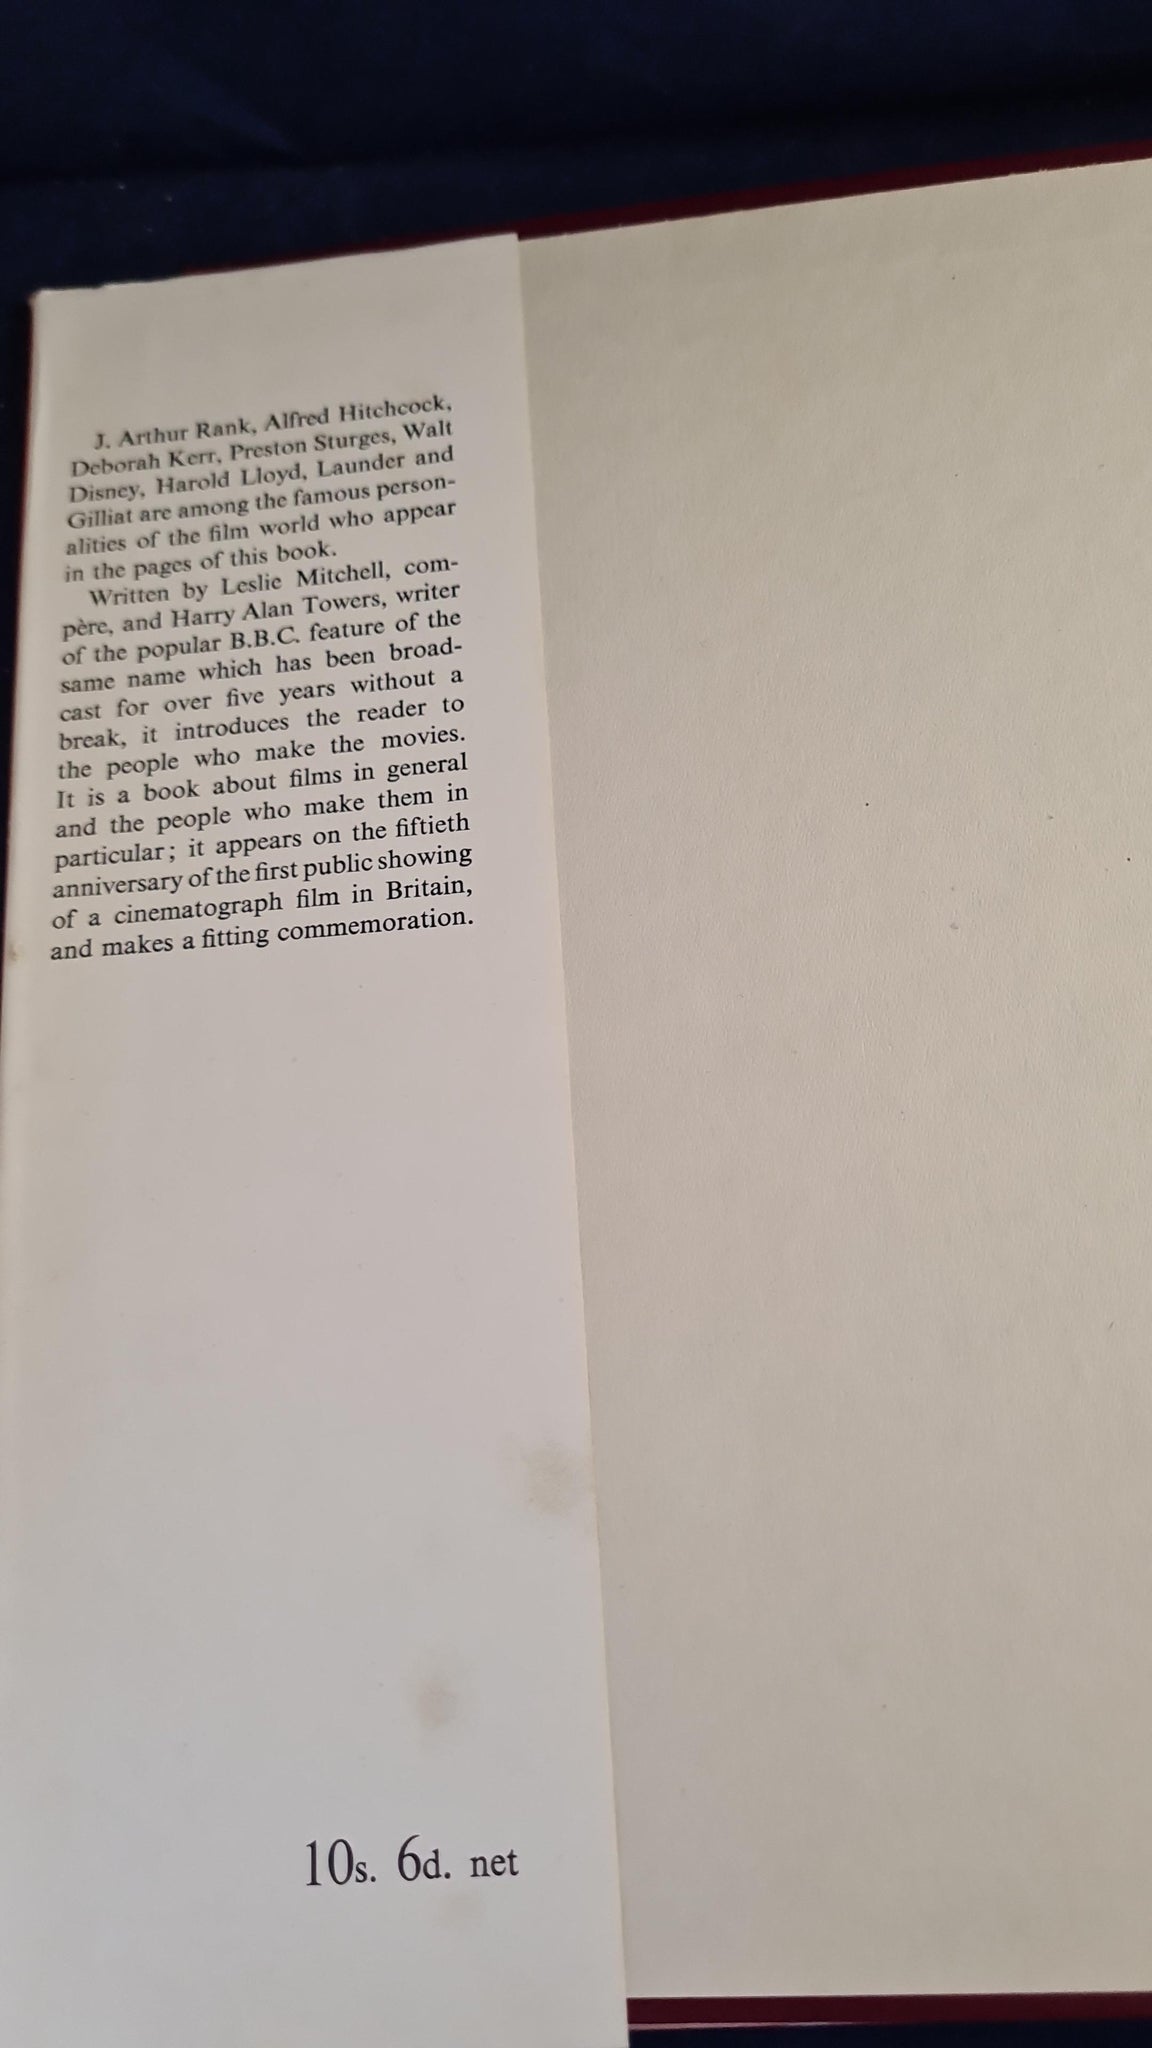 J. Arthur Rank, Alfred Hitchcock,
Deborah Kerr, Preston Sturges, Walt
Disney, Harold Lloyd, Launder and
Gilliat are among the famous person-
alities of the film world who appear
in the pages of this book.
Written by Leslie Mitchell, com-
père, and Harry Alan Towers, writer
of the popular B.B.C. feature of the
same name which has been broad-
cast for over five years without a
break, it introduces the reader to
the people who make the movies.
It is a book about films in general
and the people who make them in
particular; it appears on the fiftieth
anniversary of the first public showing
of a cinematograph film in Britain,
and makes a fitting commemoration.
10s. 6d. net